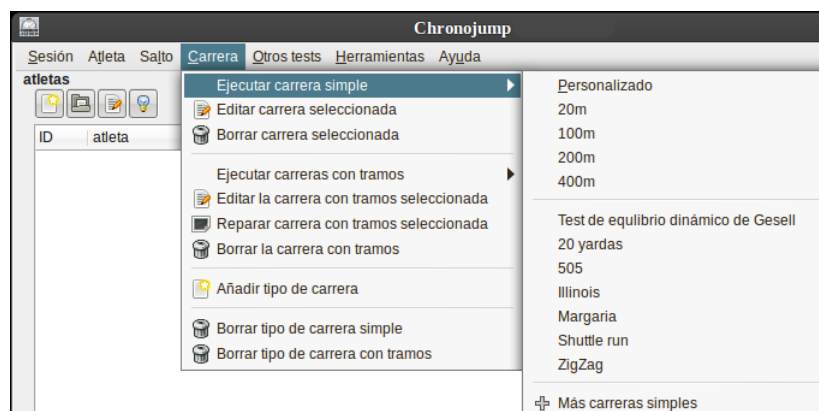 Chronojump
Sesión Atleta Salto Carrera Otros tests Herramientas Ayuda
atletas
ID atleta
Ejecutar carrera simple
Editar carrera seleccionada
Borrar carrera seleccionada
Ejecutar carreras con tramos
Editar la carrera con tramos seleccionada
Reparar carrera con tramos seleccionada
Borrar la carrera con tramos
Añadir tipo de carrera
Borrar tipo de carrera simple
Borrar tipo de carrera con tramos
Personalizado
20m
100m
200m
400m
Test de equlibrio dinámico de Gesell
20 yardas
505
Illinois
Margaria
Shuttle run
ZigZag
Más carreras simples